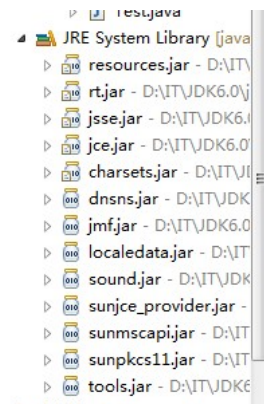 Test.java
JRE System Library [java
resources.jar - D:\IT\
rt.jar - D:\IT\JDK6.0\j
jsse.jar - D:\IT\JDK6.0
jce.jar - D:\IT\JDK6.0\
charsets.jar - D:\IT\J
dnsns.jar - D:\IT\JDK
jmf.jar - D:\IT\JDK6.0
localedata.jar - D:\IT
sound.jar - D:\IT\JDK
sunjce_provider.jar -
sunmscapi.jar - D:\IT
sunpkcs11.jar - D:\IT
tools.jar - D:\IT\JDK6